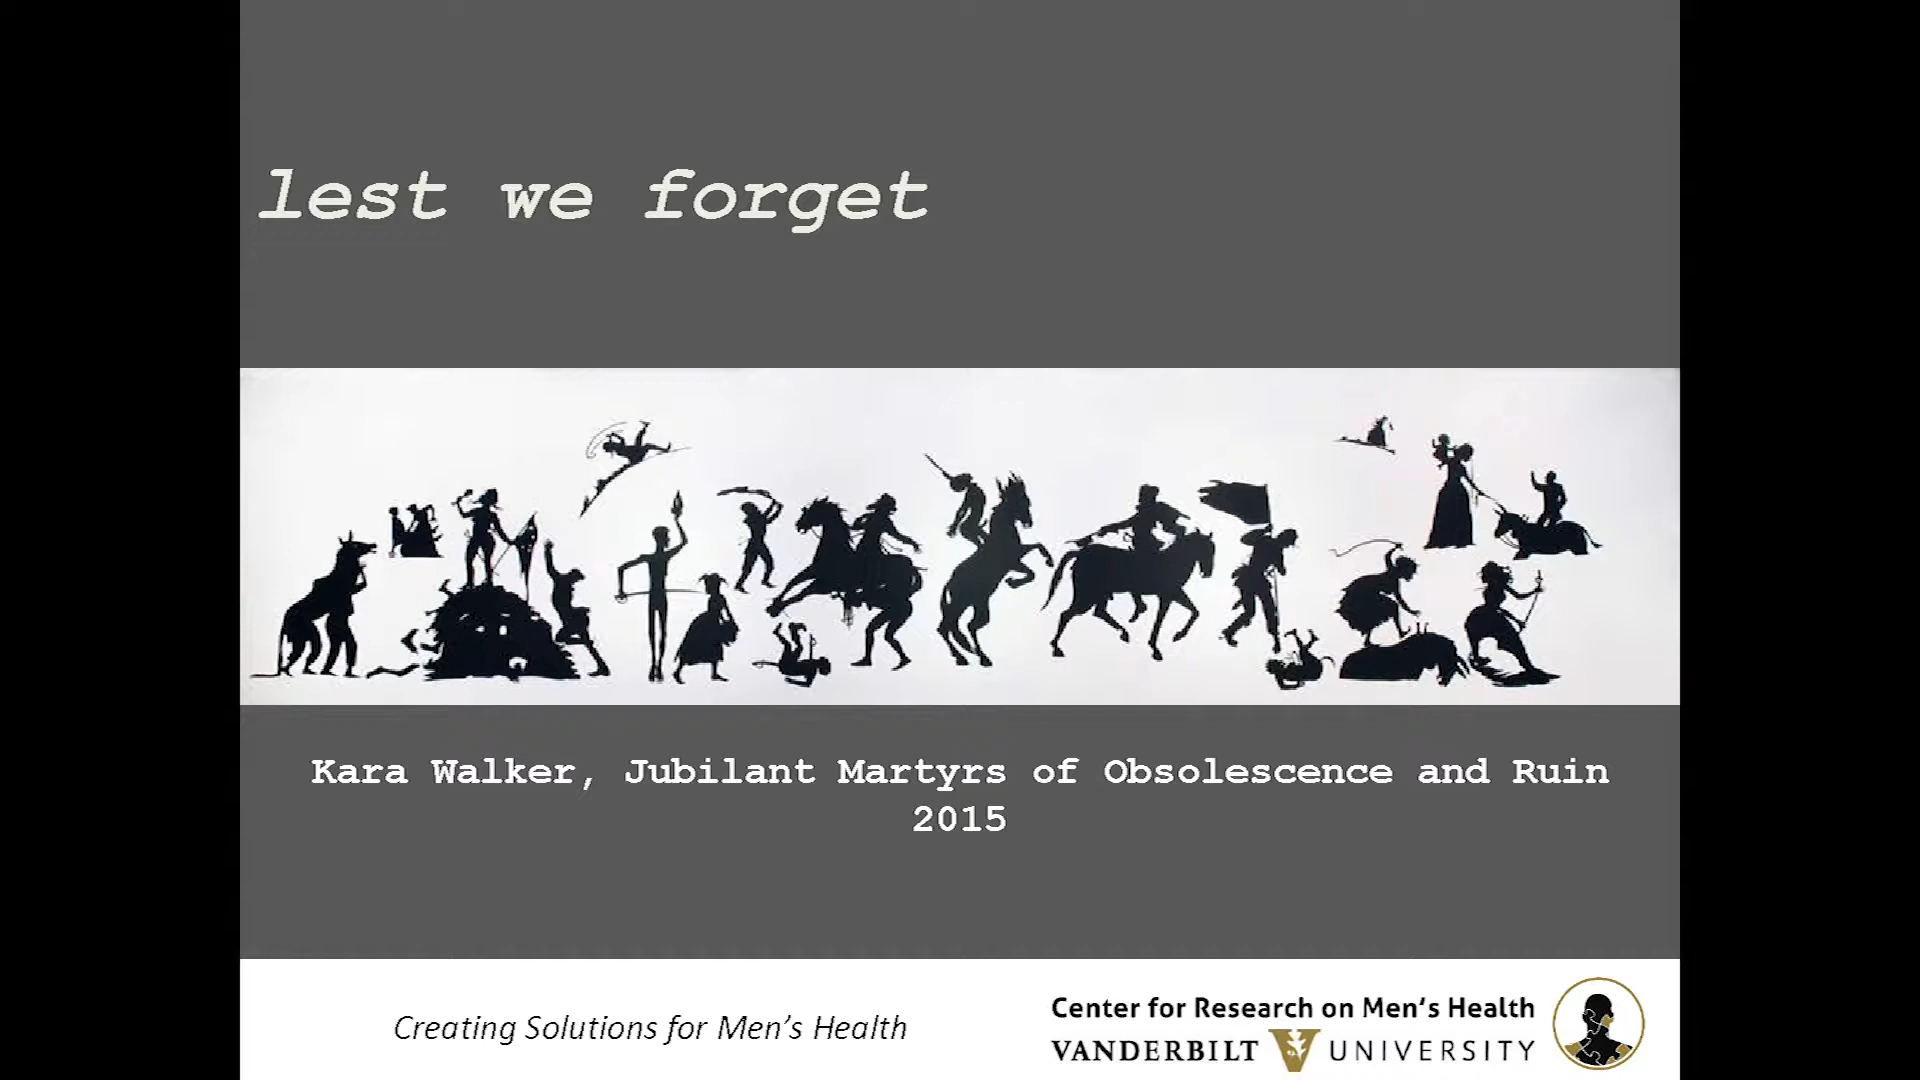 lest we forget
Kara Walker, Jubilant Martyrs of Obsolescence and Ruin
2015
Creating Solutions for Men's Health
Center for Research on Men's Health
VANDERBILT V UNIVERSITY